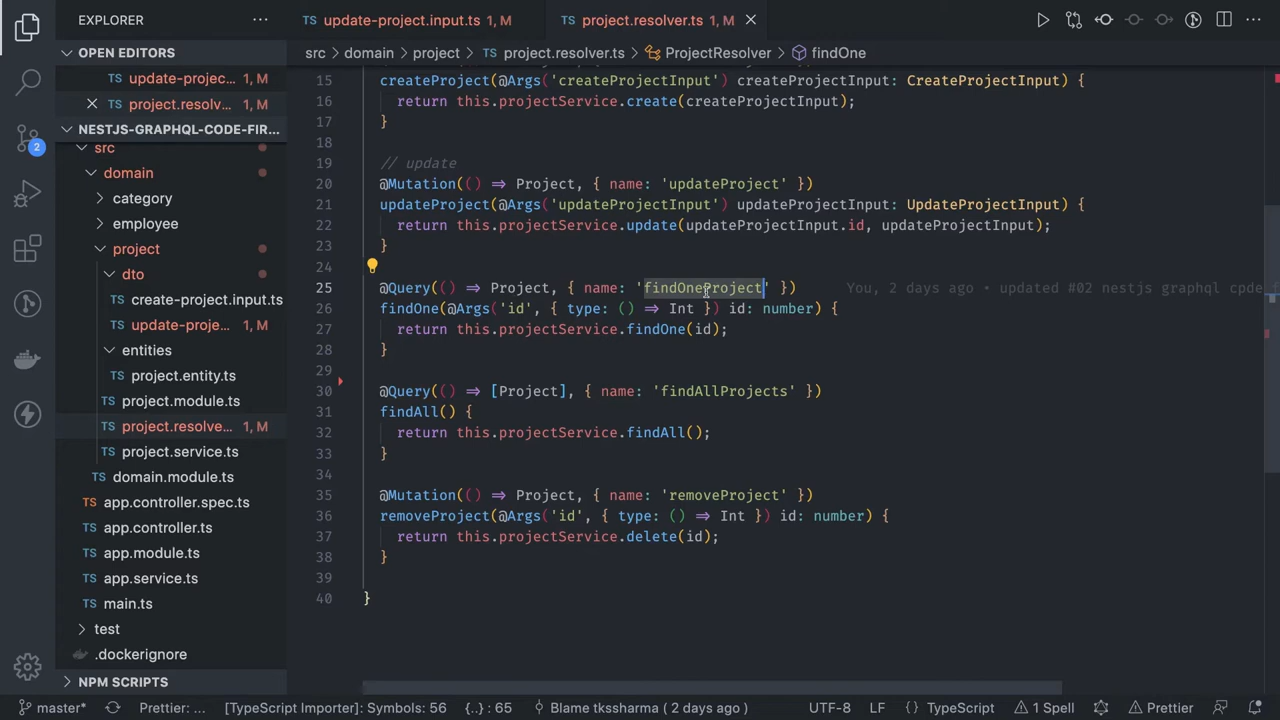 EXPLORER
OPEN EDITORS
TS update-projec... 1, M
TS project.resolv... 1, M
NESTJS-GRAPHQL-CODE-FIR...
src
domain
category
employee
project
dto
TS create-project.input.ts
TS update-proje... 1, M
entities
TS project.entity.ts
TS project.module.ts
TS project.resolve... 1, M
TS project.service.ts
TS domain.module.ts
TS app.controller.spec.ts
TS app.controller.ts
TS app.module.ts
TS app.service.ts
TS main.ts
test
.dockerignore
NPM SCRIPTS
2
TS update-project.input.ts 1, M
TS project.resolver.ts 1, M
src > domain > project > TS project.resolver.ts > ProjectResolver > findOne
15 createProject(@Args('createProjectInput') createProjectInput: CreateProjectInput) {
16 return this.projectService.create(createProjectInput);
17 }
18
19 // update
20 @Mutation(() => Project, { name: 'updateProject' })
21 updateProject(@Args('updateProjectInput') updateProjectInput: UpdateProjectInput) {
22 return this.projectService.update(updateProjectInput.id, updateProjectInput);
23 }
24
25 @Query(() => Project, { name: 'findOneProject' }) You, 2 days ago • updated #02 nestjs graphql cpde f
26 findOne(@Args('id', { type: () => Int }) id: number) {
27 return this.projectService.findOne(id);
28 }
29
30 @Query(() => [Project], { name: 'findAllProjects' })
31 findAll() {
32 return this.projectService.findAll();
33 }
34
35 @Mutation(() => Project, { name: 'removeProject' })
36 removeProject(@Args('id', { type: () => Int }) id: number) {
37 return this.projectService.delete(id);
38 }
39
40 }
master* Prettier: ... [TypeScript Importer]: Symbols: 56 {..} : 65 Blame tkssharma ( 2 days ago ) UTF-8 LF {} TypeScript 1 Spell Prettier